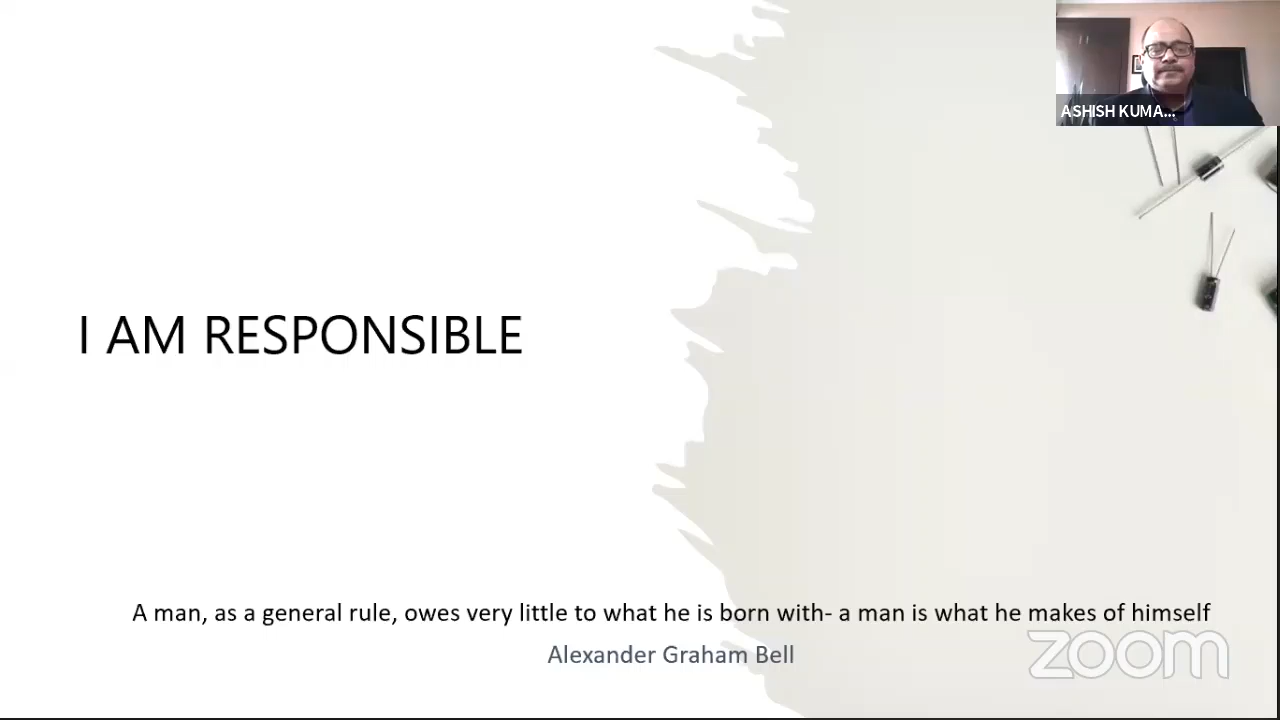 ASHISH KUMA...
I AM RESPONSIBLE
A man, as a general rule, owes very little to what he is born with- a man is what he makes of himself
Alexander Graham Bell
zoom